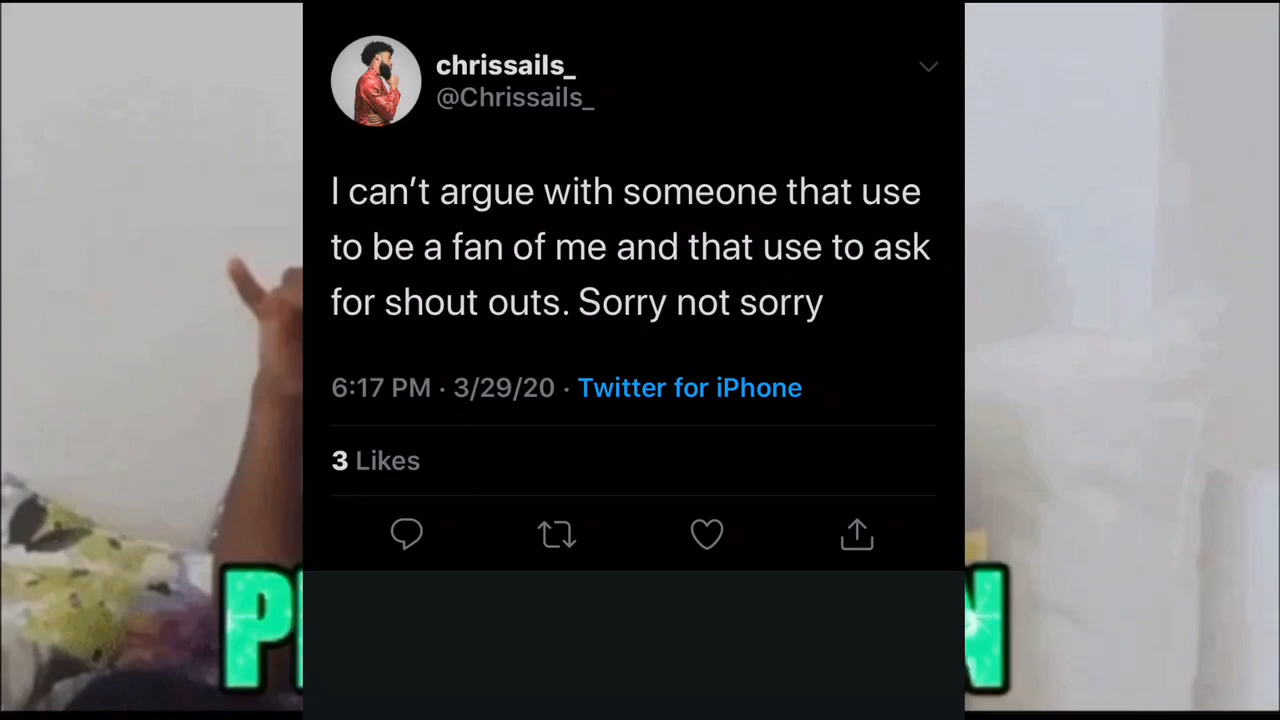 chrissails_
@Chrissails_
I can't argue with someone that use
to be a fan of me and that use to ask
for shout outs. Sorry not sorry
6:17 PM · 3/29/20 · Twitter for iPhone
3 Likes
P
N